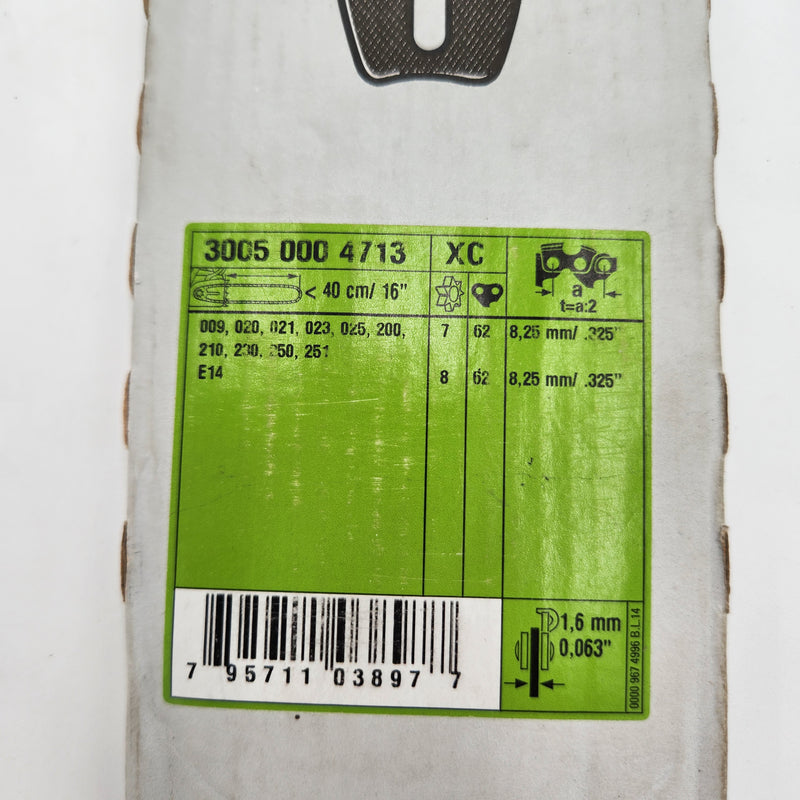 3005 000 4713 XC
a
< 40 cm/ 16" t=a:2
009, 020, 021, 023, 025, 200, 7 62 8,25 mm/ .325"
210, 230, 250, 251
E14 8 62 8,25 mm/ .325"
1,6 mm
0,063"
7 95711 03897 7
0000 967 4996 B.L.14